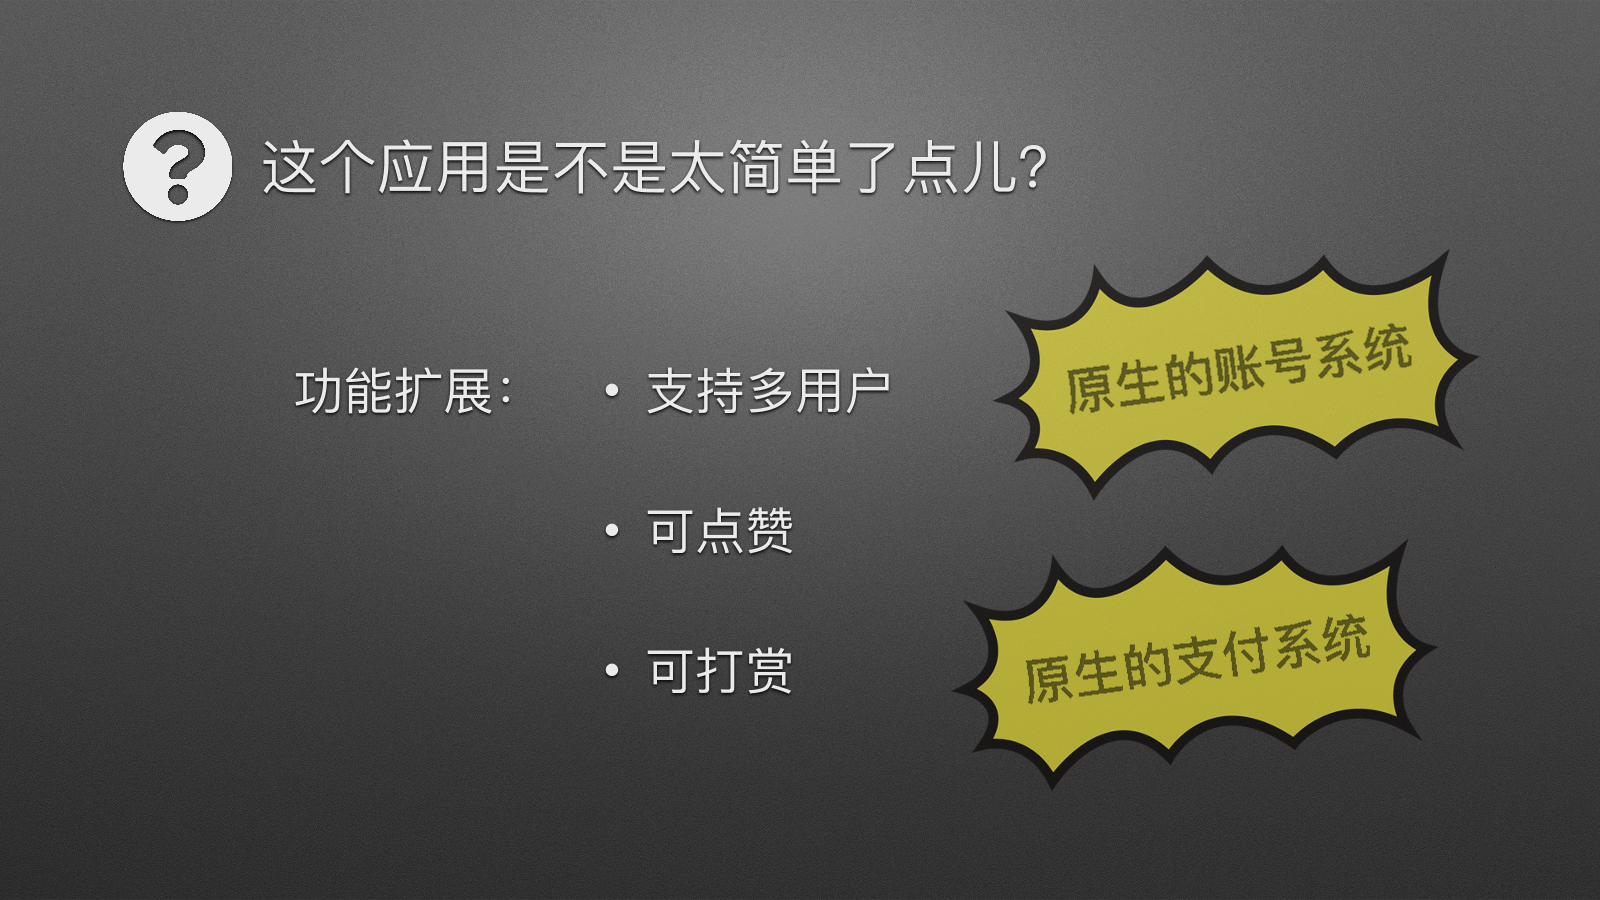 这个应用是不是太简单了点儿?
功能扩展：
• 支持多用户
原生的账号系统
• 可点赞
• 可打赏
原生的支付系统